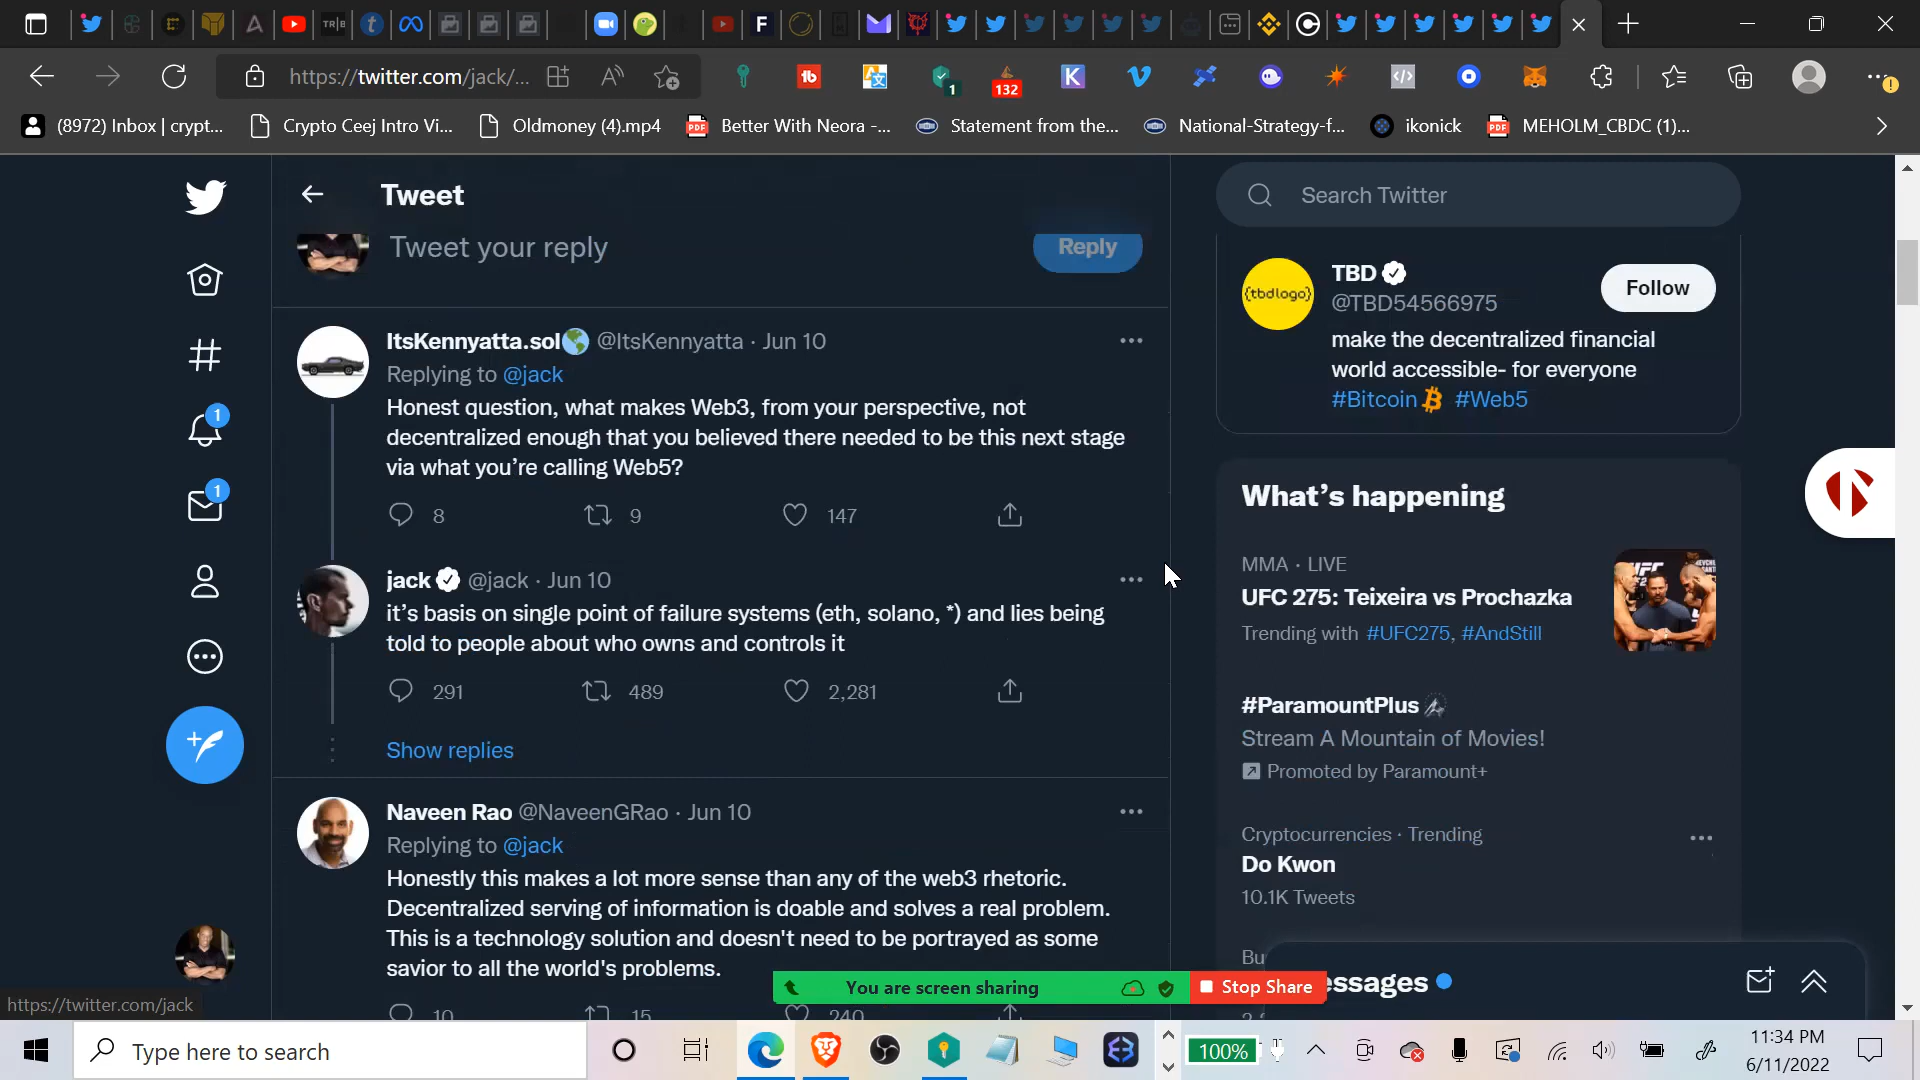 TR|B
F
https://twitter.com/jack/...
1
132
K
(8972) Inbox | crypt...
Crypto Ceej Intro Vi...
Oldmoney (4).mp4
Better With Neora -...
Statement from the...
National-Strategy-f...
ikonick
MEHOLM_CBDC (1)...
Tweet
Tweet your reply
Reply
ItsKennyatta.sol🌎 @ItsKennyatta · Jun 10
Replying to @jack
Honest question, what makes Web3, from your perspective, not
decentralized enough that you believed there needed to be this next stage
via what you’re calling Web5?
8
9
147
jack @jack · Jun 10
it’s basis on single point of failure systems (eth, solano, *) and lies being
told to people about who owns and controls it
291
489
2,281
Show replies
Naveen Rao @NaveenGRao · Jun 10
Replying to @jack
Honestly this makes a lot more sense than any of the web3 rhetoric.
Decentralized serving of information is doable and solves a real problem.
This is a technology solution and doesn't need to be portrayed as some
savior to all the world's problems.
10
15
240
1
1
Search Twitter
{tbdlogo}
TBD
@TBD54566975
Follow
make the decentralized financial
world accessible- for everyone
#Bitcoin #Web5
What’s happening
MMA · LIVE
UFC 275: Teixeira vs Prochazka
Trending with #UFC275, #AndStill
UFC
#ParamountPlus
Stream A Mountain of Movies!
Promoted by Paramount+
Cryptocurrencies · Trending
Do Kwon
10.1K Tweets
Bu
essages
You are screen sharing
Stop Share
https://twitter.com/jack
Type here to search
100%
11:34 PM
6/11/2022